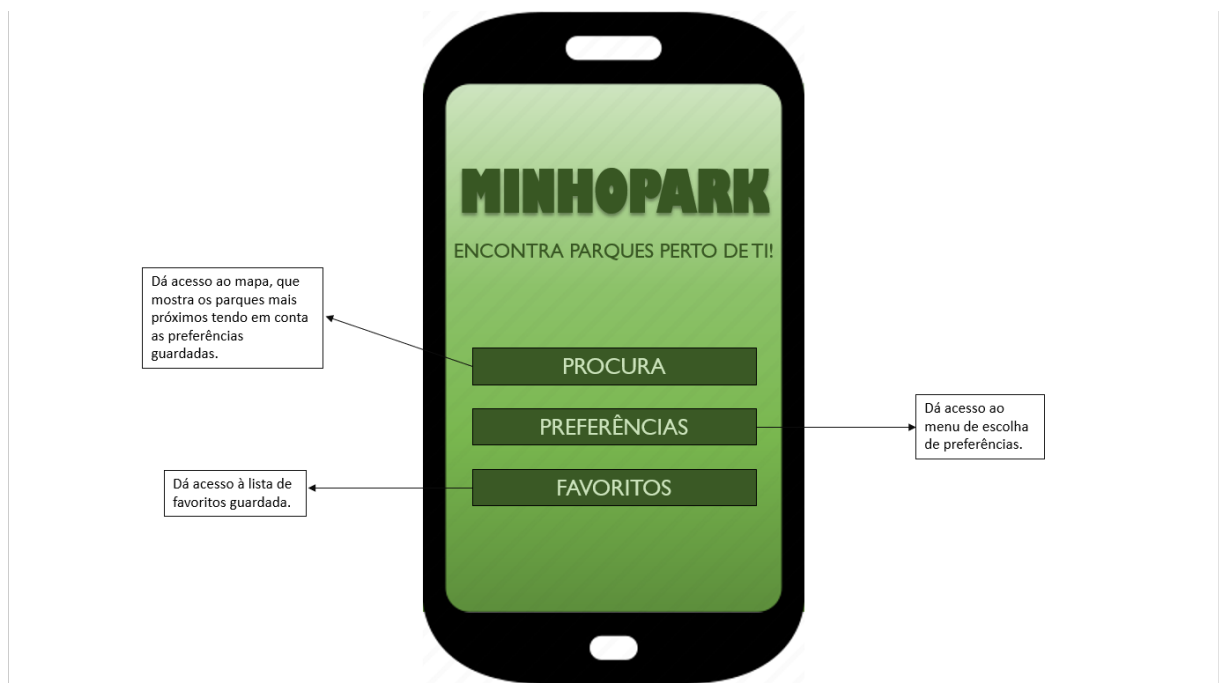 MINHOPARK
ENCONTRA PARQUES PERTO DE TI!
Dá acesso ao mapa, que
mostra os parques mais
próximos tendo em conta
as preferências
guardadas.
PROCURA
PREFERÊNCIAS
Dá acesso ao
menu de escolha
de preferências.
Dá acesso à lista de
favoritos guardada.
FAVORITOS